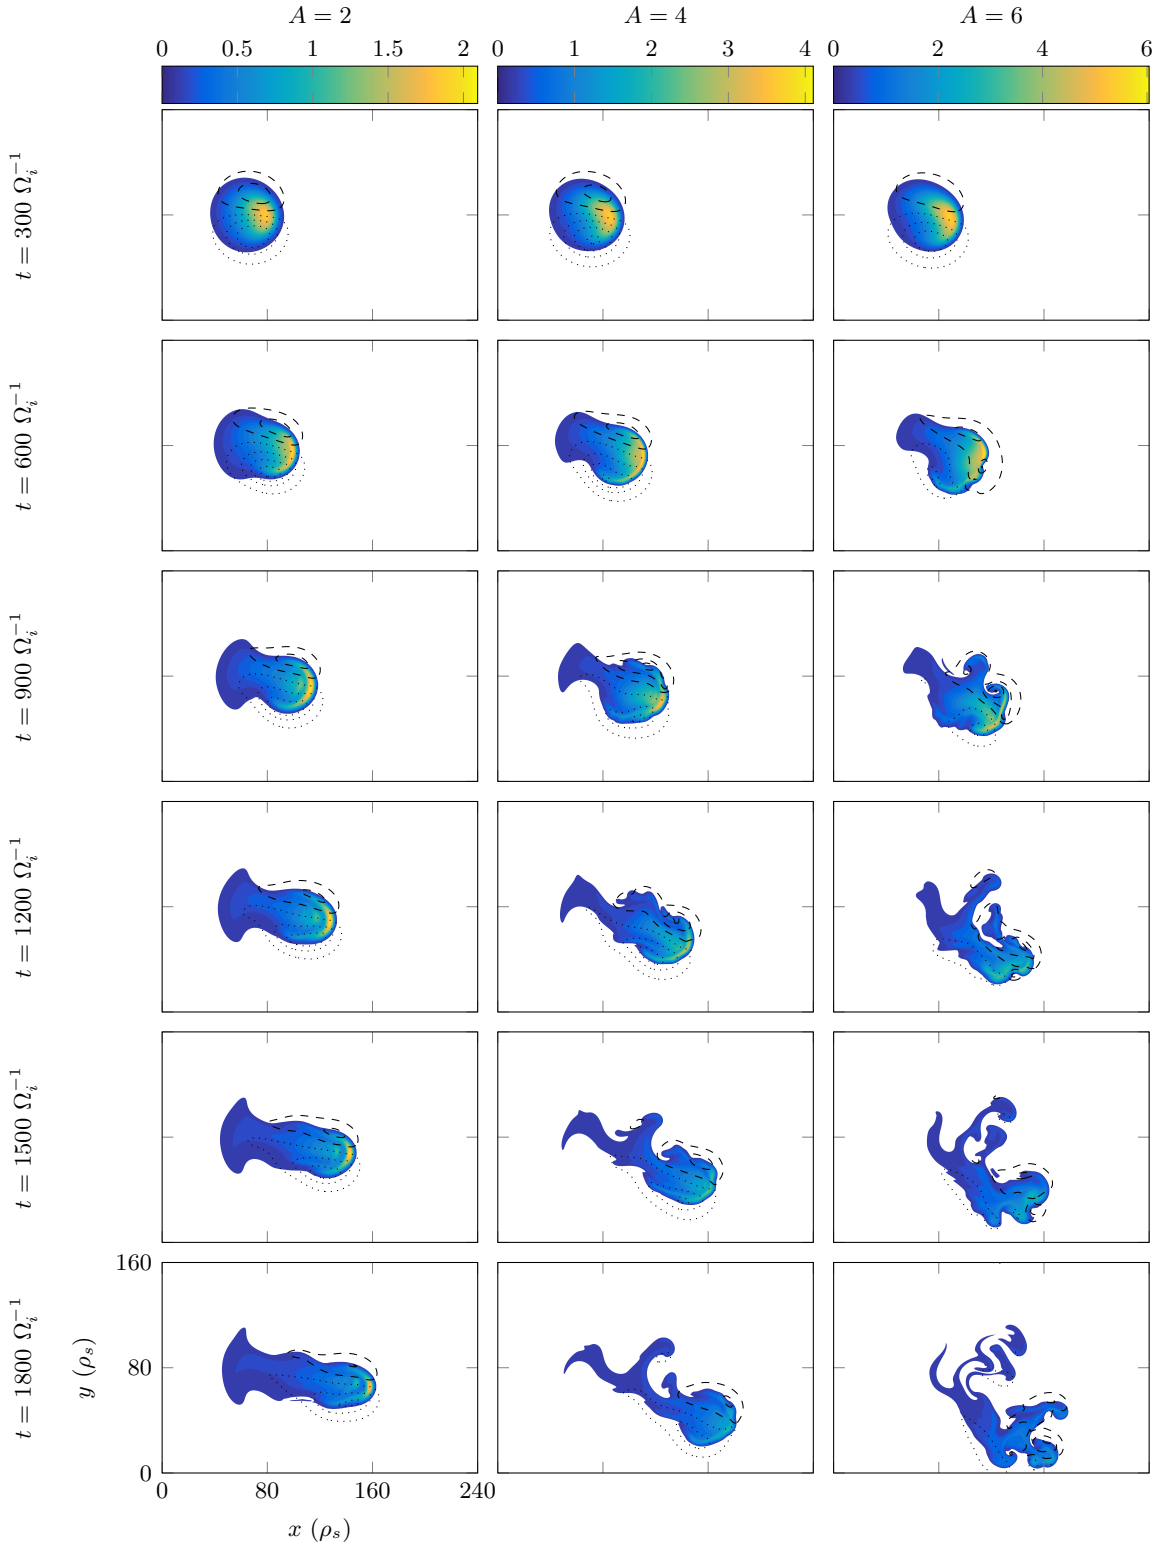 A = 2
A = 4
A = 6
0 0.5 1 1.5 2
0 1 2 3 4
0 2 4 6
t = 300 Ω_i^{-1}
t = 600 Ω_i^{-1}
t = 900 Ω_i^{-1}
t = 1200 Ω_i^{-1}
t = 1500 Ω_i^{-1}
t = 1800 Ω_i^{-1}
160
80
0
y (ρ_s)
0 80 160 240
x (ρ_s)